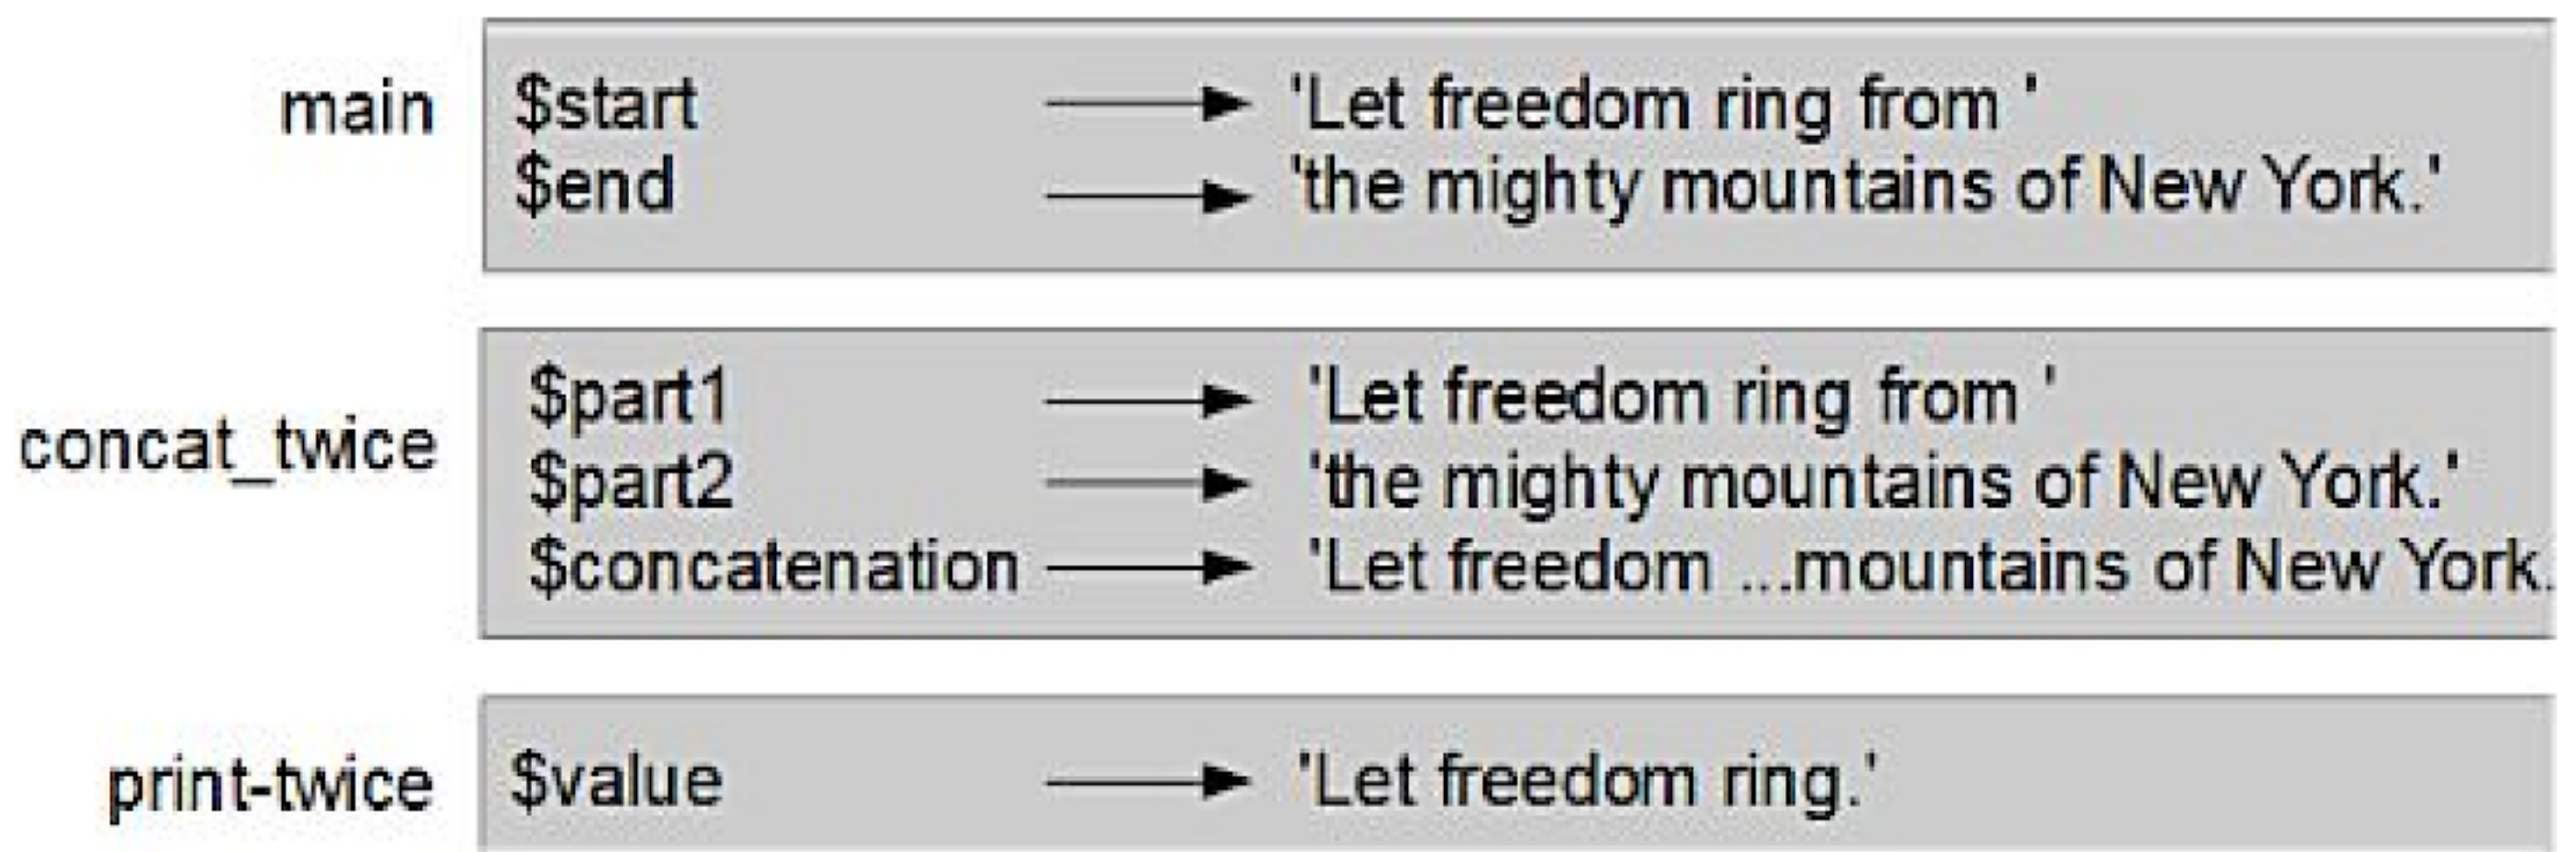 main $start 'Let freedom ring from '
$end 'the mighty mountains of New York.'
$part1 'Let freedom ring from '
concat_twice $part2 'the mighty mountains of New York.'
$concatenation 'Let freedom ...mountains of New York.
print-twice $value 'Let freedom ring.'